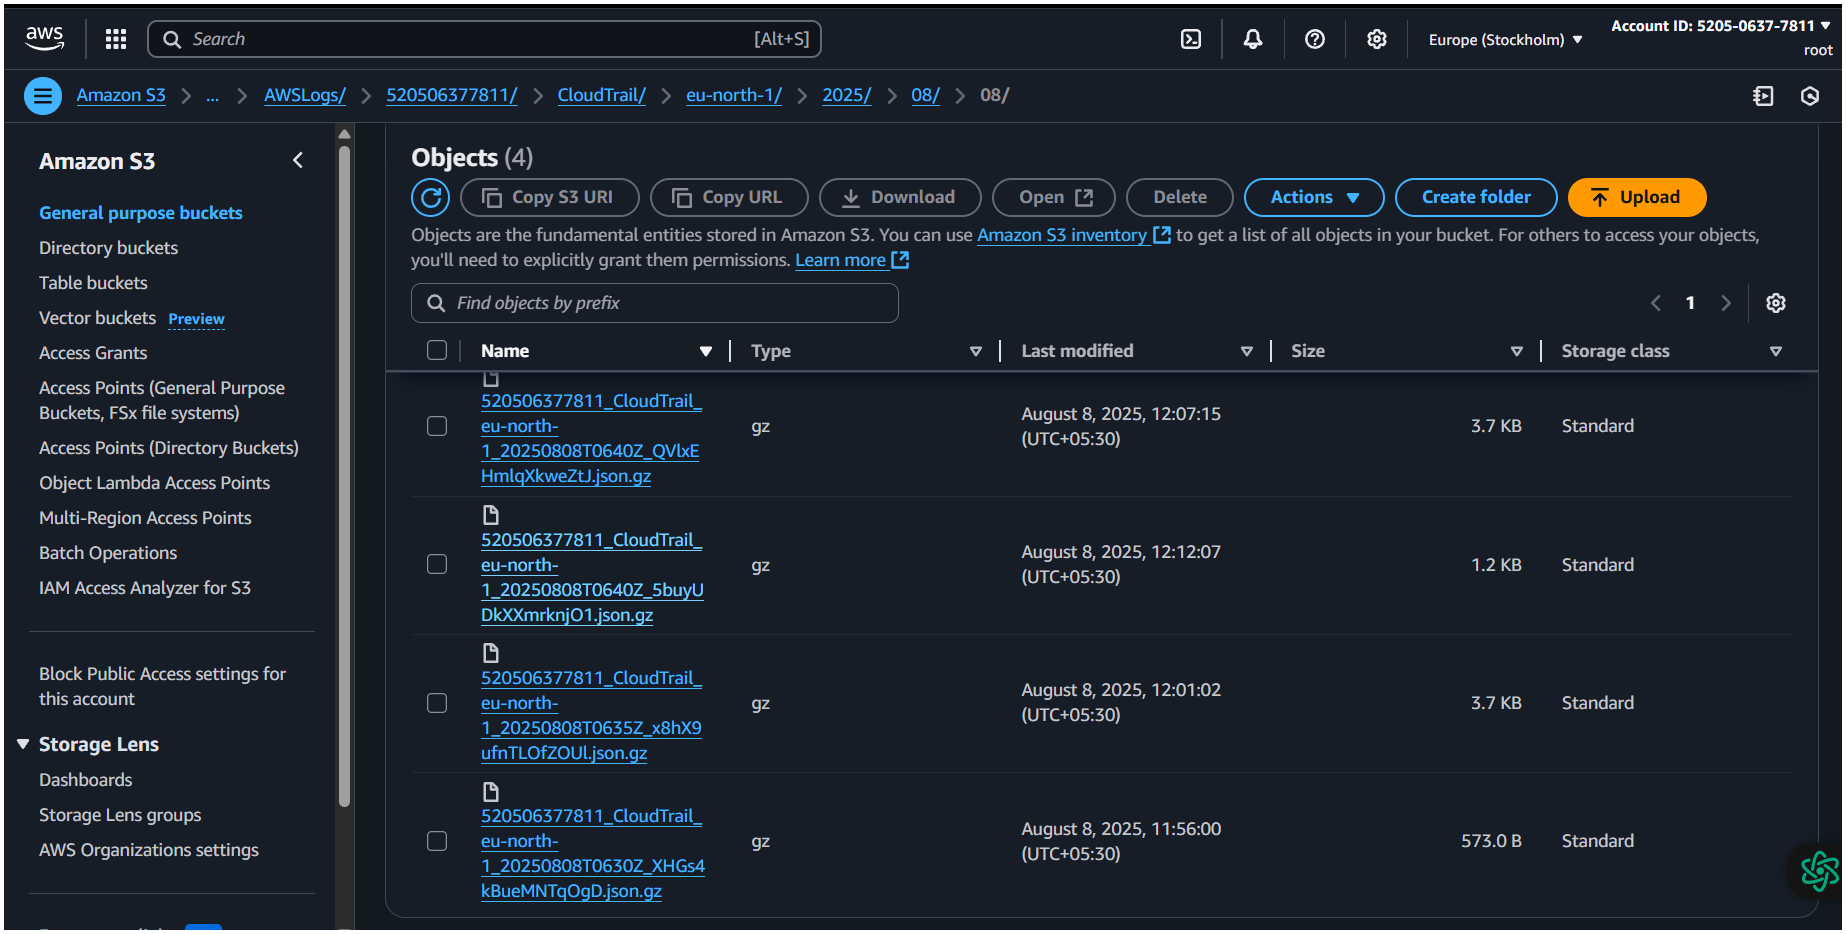 aws
Search
[Alt+S]
Europe (Stockholm)
Account ID: 5205-0637-7811
root
Amazon S3
...
AWSLogs/
520506377811/
CloudTrail/
eu-north-1/
2025/
08/
08/
Amazon S3
General purpose buckets
Directory buckets
Table buckets
Vector buckets Preview
Access Grants
Access Points (General Purpose
Buckets, FSx file systems)
Access Points (Directory Buckets)
Object Lambda Access Points
Multi-Region Access Points
Batch Operations
IAM Access Analyzer for S3
Block Public Access settings for
this account
Storage Lens
Dashboards
Storage Lens groups
AWS Organizations settings
Objects (4)
Copy S3 URI
Copy URL
Download
Open
Delete
Actions
Create folder
Upload
Objects are the fundamental entities stored in Amazon S3. You can use Amazon S3 inventory to get a list of all objects in your bucket. For others to access your objects,
you'll need to explicitly grant them permissions. Learn more
Find objects by prefix
1
Name
Type
Last modified
Size
Storage class
520506377811_CloudTrail_
eu-north-
1_20250808T0640Z_QVlxE
HmlqXkweZtJ.json.gz
gz
August 8, 2025, 12:07:15
(UTC+05:30)
3.7 KB
Standard
520506377811_CloudTrail_
eu-north-
1_20250808T0640Z_5buyU
DkXXmrknjO1.json.gz
gz
August 8, 2025, 12:12:07
(UTC+05:30)
1.2 KB
Standard
520506377811_CloudTrail_
eu-north-
1_20250808T0635Z_x8hX9
ufnTLOfZOUl.json.gz
gz
August 8, 2025, 12:01:02
(UTC+05:30)
3.7 KB
Standard
520506377811_CloudTrail_
eu-north-
1_20250808T0630Z_XHGs4
kBueMNTqOgD.json.gz
gz
August 8, 2025, 11:56:00
(UTC+05:30)
573.0 B
Standard